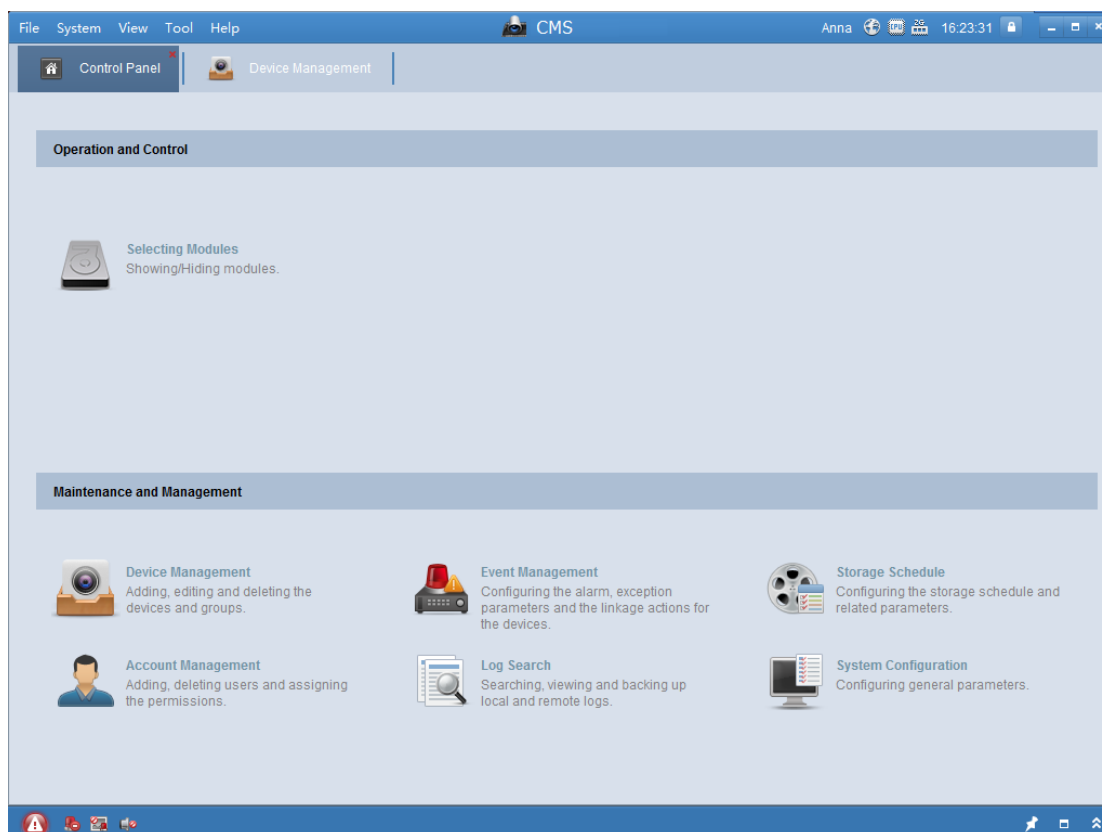 File System View Tool Help CMS Anna CPU 2G 16:23:31
Control Panel Device Management
Operation and Control
Selecting Modules
Showing/Hiding modules.
Maintenance and Management
Device Management
Adding, editing and deleting the
devices and groups.
Event Management
Configuring the alarm, exception
parameters and the linkage actions for
the devices.
Storage Schedule
Configuring the storage schedule and
related parameters.
Account Management
Adding, deleting users and assigning
the permissions.
Log Search
Searching, viewing and backing up
local and remote logs.
System Configuration
Configuring general parameters.